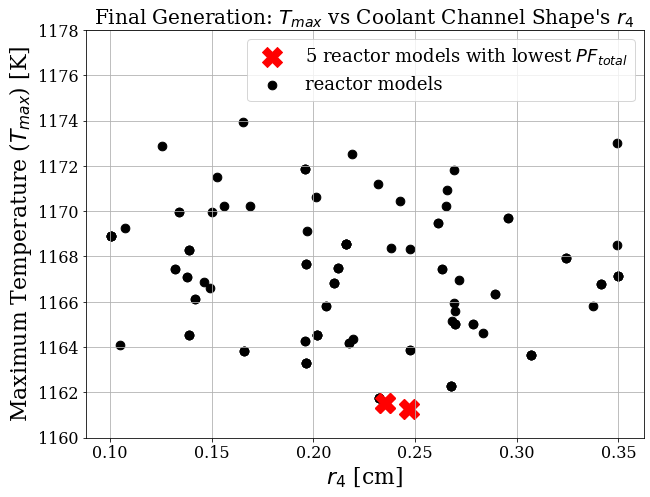 Final Generation: T_max vs Coolant Channel Shape's r_4
5 reactor models with lowest PF_total
reactor models
Maximum Temperature (T_max) [K]
1178
1176
1174
1172
1170
1168
1166
1164
1162
1160
0.10 0.15 0.20 0.25 0.30 0.35
r_4 [cm]